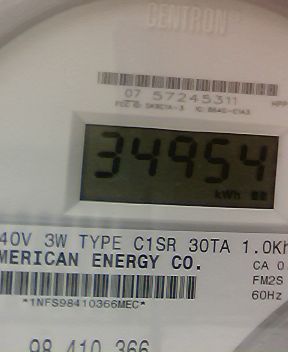 CENTRON
07 57245311
34954
kWh
40V 3W TYPE C1SR 30TA 1.0Kh
MERICAN ENERGY CO.
CA 0
FM2S
60Hz
*1NFS98410366MEC*
98 410 366